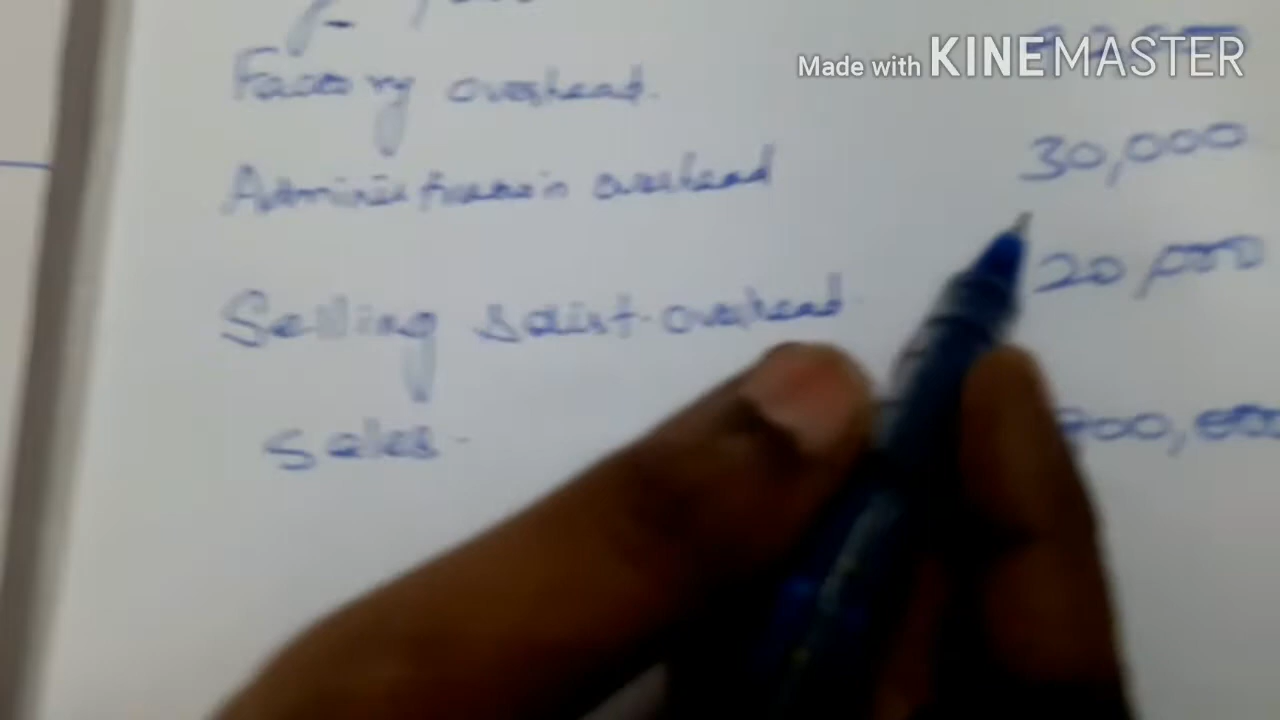 Made with KINEMASTER
Factory overhead.
Administration overhead 30,000
Selling & dist. overhead 20,000
Sales -